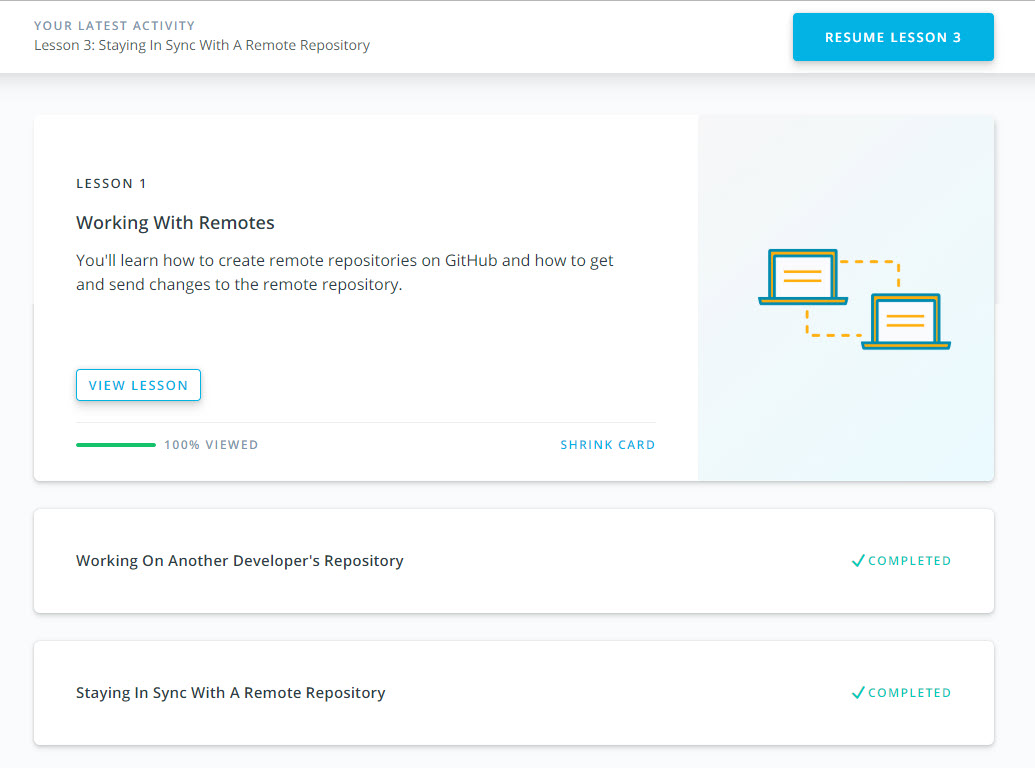 YOUR LATEST ACTIVITY
Lesson 3: Staying In Sync With A Remote Repository
RESUME LESSON 3
LESSON 1
Working With Remotes
You'll learn how to create remote repositories on GitHub and how to get
and send changes to the remote repository.
VIEW LESSON
100% VIEWED
SHRINK CARD
Working On Another Developer's Repository
COMPLETED
Staying In Sync With A Remote Repository
COMPLETED